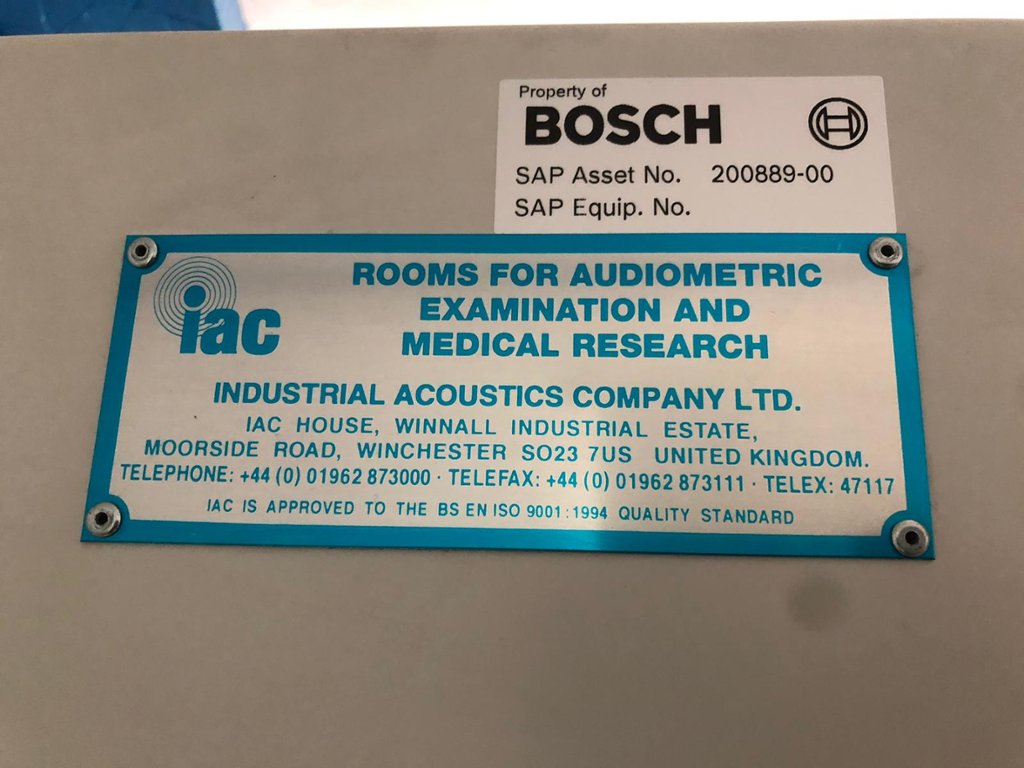 Property of
BOSCH
SAP Asset No. 200889-00
SAP Equip. No.
iac
ROOMS FOR AUDIOMETRIC
EXAMINATION AND
MEDICAL RESEARCH
INDUSTRIAL ACOUSTICS COMPANY LTD.
IAC HOUSE, WINNALL INDUSTRIAL ESTATE,
MOORSIDE ROAD, WINCHESTER SO23 7US UNITED KINGDOM.
TELEPHONE: +44 (0) 01962 873000 · TELEFAX: +44 (0) 01962 873111 · TELEX: 47117
IAC IS APPROVED TO THE BS EN ISO 9001 : 1994 QUALITY STANDARD